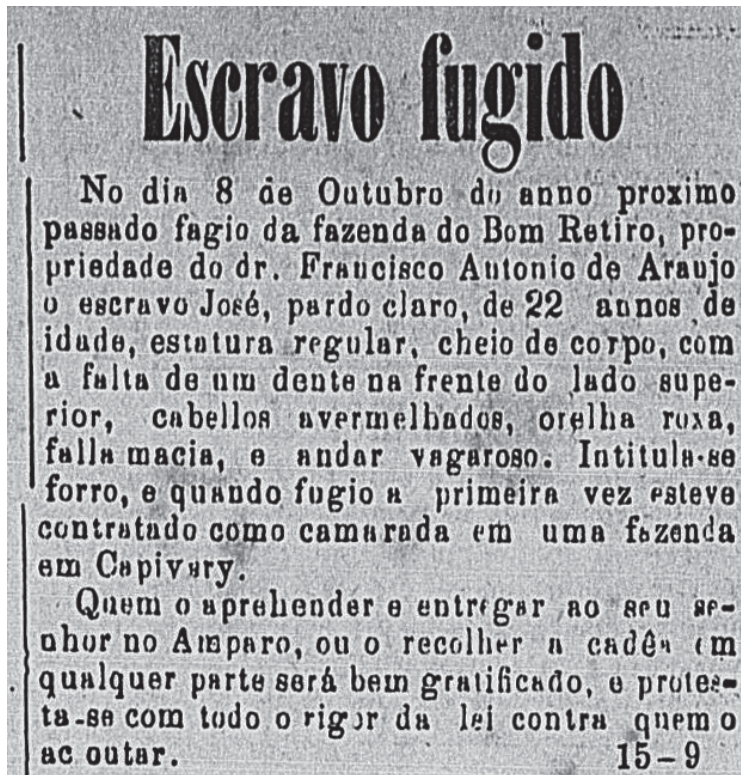 Escravo fugido
No dia 8 de Outubro do anno proximo
passado fagio da fazenda do Bom Retiro, pro-
priedade do dr. Francisco Antonio de Araujo
o escravo José, pardo claro, de 22 annos de
idade, estatura regular, cheio de corpo, com
a falta de um dente na frente do lado supe-
rior, cabellos avermelhados, orelha roxa,
falla macia, e andar vagaroso. Intitula-se
forro, e quando fugio a primeira vez esteve
contratado como camarada em uma fazenda
em Capivary.
Quem o aprehender e entregar ao seu se-
nhor no Amparo, ou o recolher a cadêa em
qualquer parte será bem gratificado, e protes-
ta-se com todo o rigor da lei contra quem o
ac outar. 15-9